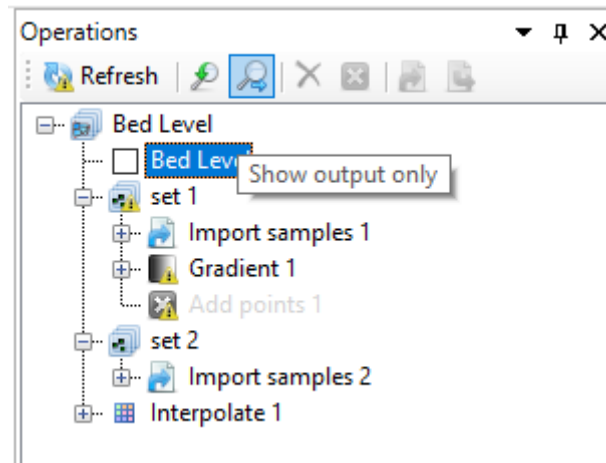 Operations
Refresh
Bed Level
Bed Leve
Show output only
set 1
Import samples 1
Gradient 1
Add points 1
set 2
Import samples 2
Interpolate 1